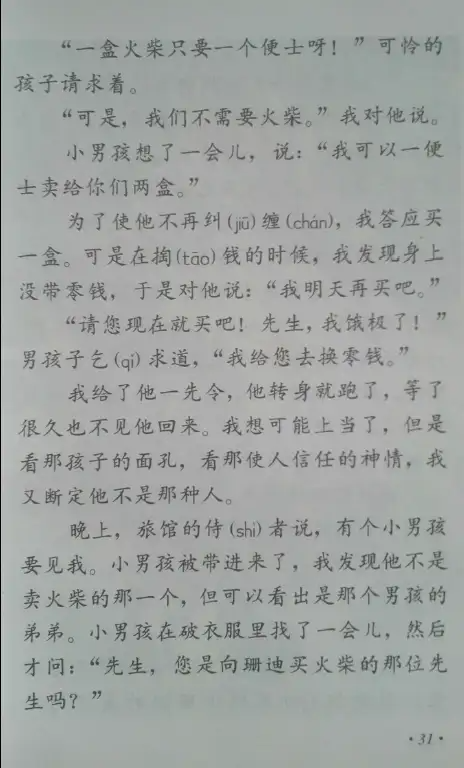 “一盒火柴只要一个便士呀！”可怜的
孩子请求着。
“可是，我们不需要火柴。”我对他说。
小男孩想了一会儿，说：“我可以一便
士卖给你们两盒。”
为了使他不再纠(jiū)缠(chán)，我答应买
一盒。可是在掏(tāo)钱的时候，我发现身上
没带零钱，于是对他说：“我明天再买吧。”
“请您现在就买吧！先生，我饿极了！”
男孩子乞(qǐ)求道，“我给您去换零钱。”
我给了他一先令，他转身就跑了，等了
很久也不见他回来。我想可能上当了，但是
看那孩子的面孔，看那使人信任的神情，我
又断定他不是那种人。
晚上，旅馆的侍(shì)者说，有个小男孩
要见我。小男孩被带进来了，我发现他不是
卖火柴的那一个，但可以看出是那个男孩的
弟弟。小男孩在破衣服里找了一会儿，然后
才问：“先生，您是向珊迪买火柴的那位先
生吗？”
·31·